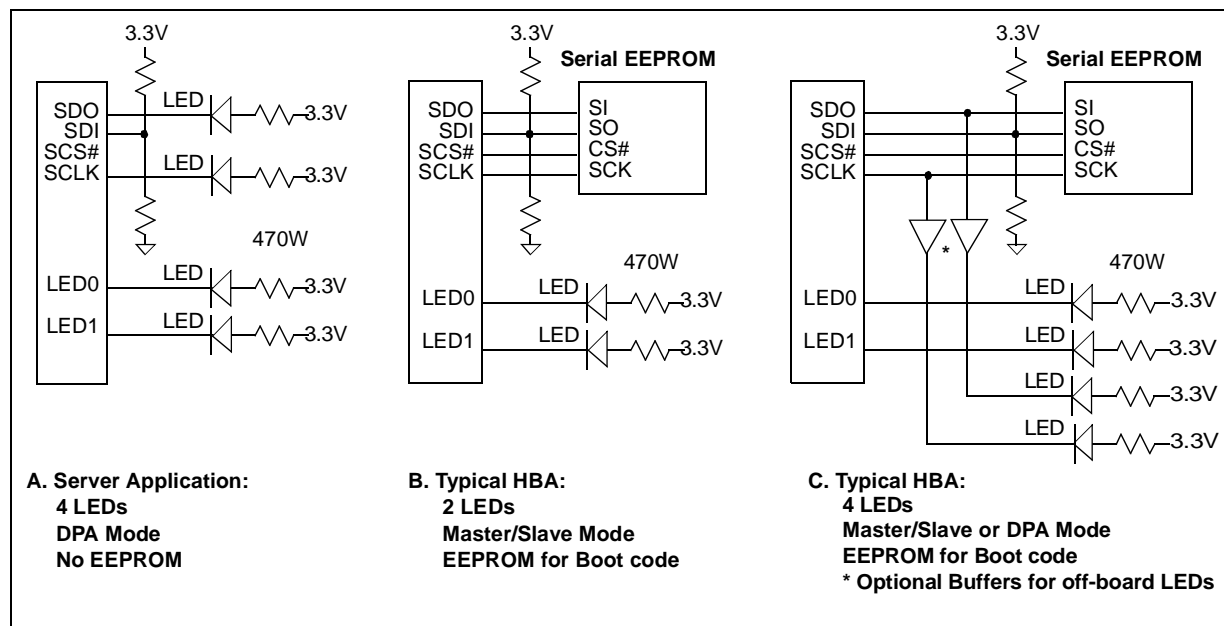 3.3V
SDO
SDI
SCS#
SCLK
LED
3.3V
LED
3.3V
470W
LED0
LED
3.3V
LED1
LED
3.3V
A. Server Application:
4 LEDs
DPA Mode
No EEPROM
3.3V
Serial EEPROM
SDO
SDI
SCS#
SCLK
SI
SO
CS#
SCK
470W
LED0
LED
3.3V
LED1
LED
3.3V
B. Typical HBA:
2 LEDs
Master/Slave Mode
EEPROM for Boot code
3.3V
Serial EEPROM
SDO
SDI
SCS#
SCLK
SI
SO
CS#
SCK
*
470W
LED0
LED
3.3V
LED1
LED
3.3V
LED
3.3V
LED
3.3V
C. Typical HBA:
4 LEDs
Master/Slave or DPA Mode
EEPROM for Boot code
* Optional Buffers for off-board LEDs